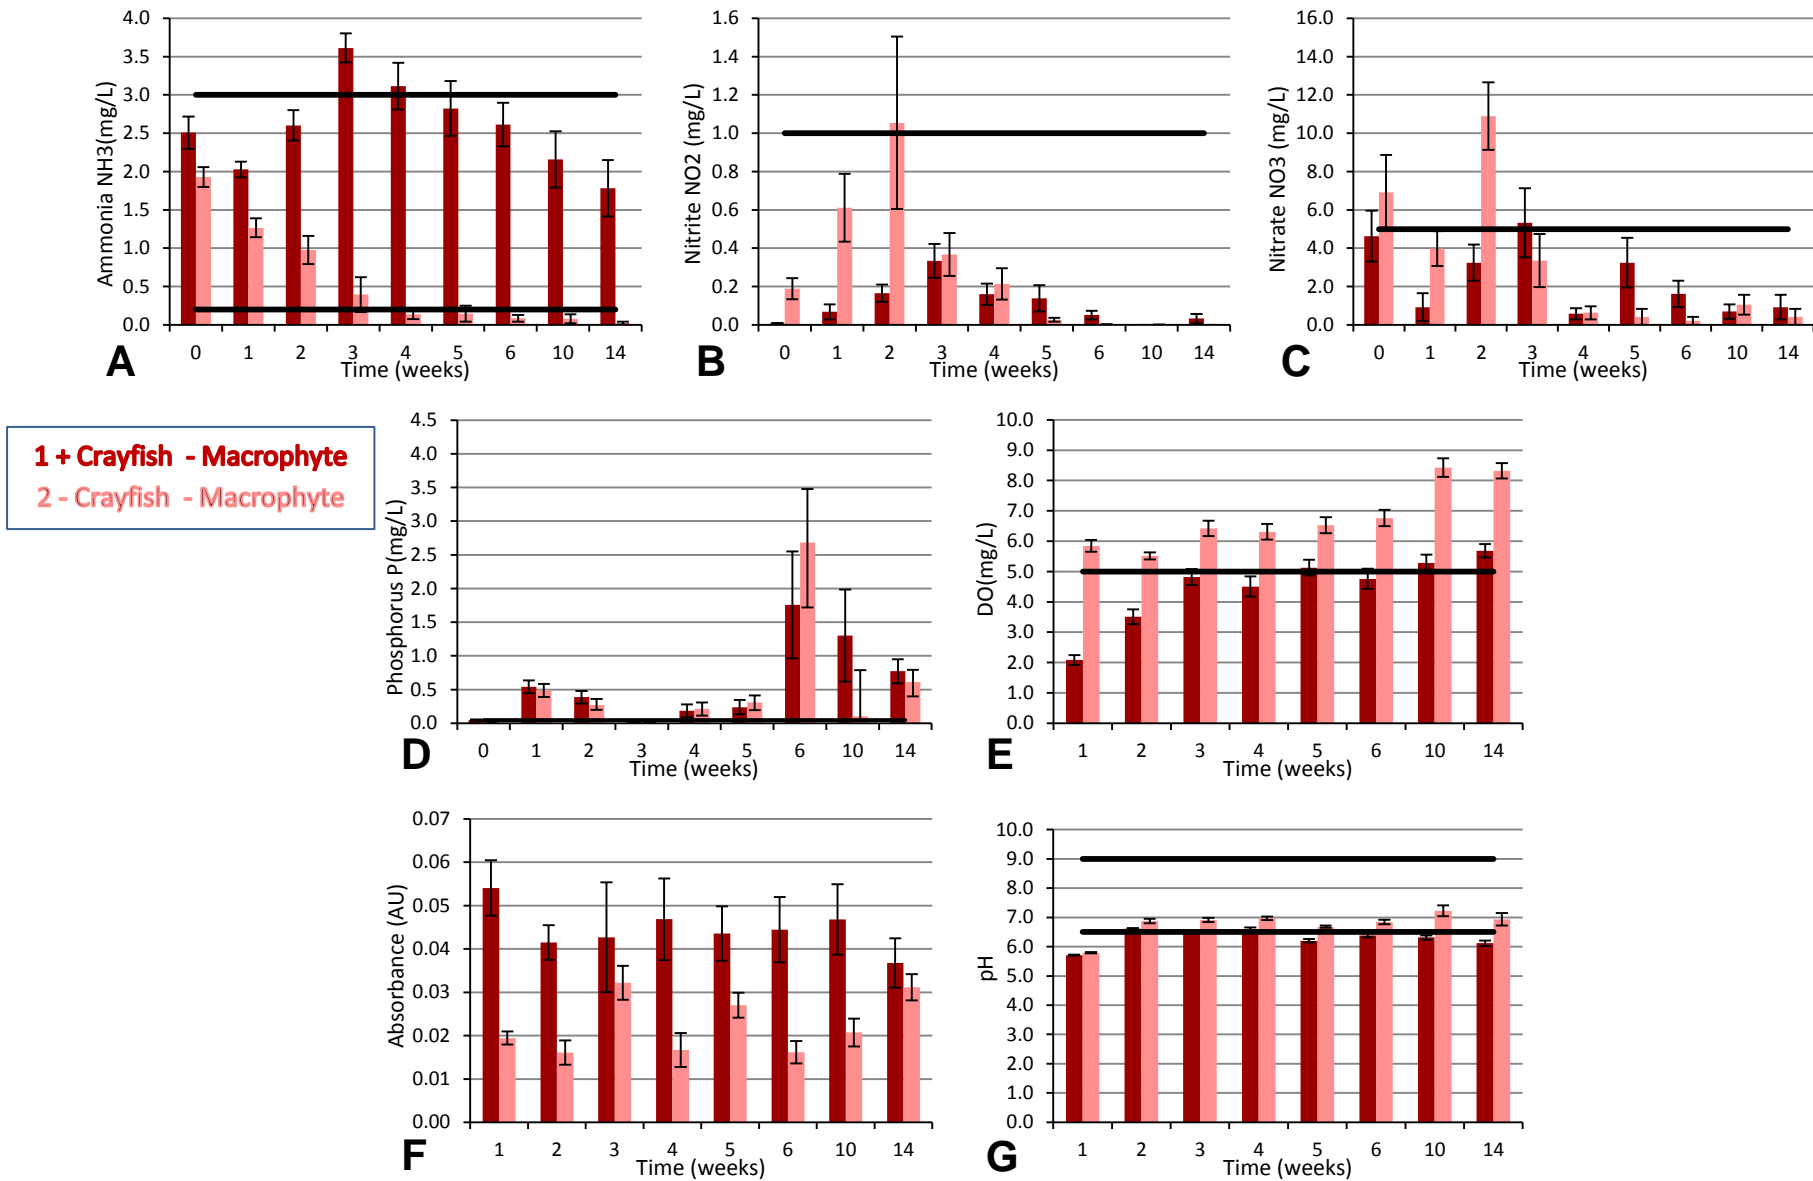 4.0
3.5
3.0
2.5
2.0
1.5
1.0
0.5
0.0
Ammonia NH3(mg/L)
0 1 2 3 4 5 6 10 14
Time (weeks)
A
1.6
1.4
1.2
1.0
0.8
0.6
0.4
0.2
0.0
Nitrite NO2 (mg/L)
0 1 2 3 4 5 6 10 14
Time (weeks)
B
16.0
14.0
12.0
10.0
8.0
6.0
4.0
2.0
0.0
Nitrate NO3 (mg/L)
0 1 2 3 4 5 6 10 14
Time (weeks)
C
1 + Crayfish - Macrophyte
2 - Crayfish - Macrophyte
4.5
4.0
3.5
3.0
2.5
2.0
1.5
1.0
0.5
0.0
Phosphorus P(mg/L)
0 1 2 3 4 5 6 10 14
Time (weeks)
D
10.0
9.0
8.0
7.0
6.0
5.0
4.0
3.0
2.0
1.0
0.0
DO(mg/L)
1 2 3 4 5 6 10 14
Time (weeks)
E
0.07
0.06
0.05
0.04
0.03
0.02
0.01
0.00
Absorbance (AU)
1 2 3 4 5 6 10 14
Time (weeks)
F
10.0
9.0
8.0
7.0
6.0
5.0
4.0
3.0
2.0
1.0
0.0
pH
1 2 3 4 5 6 10 14
Time (weeks)
G